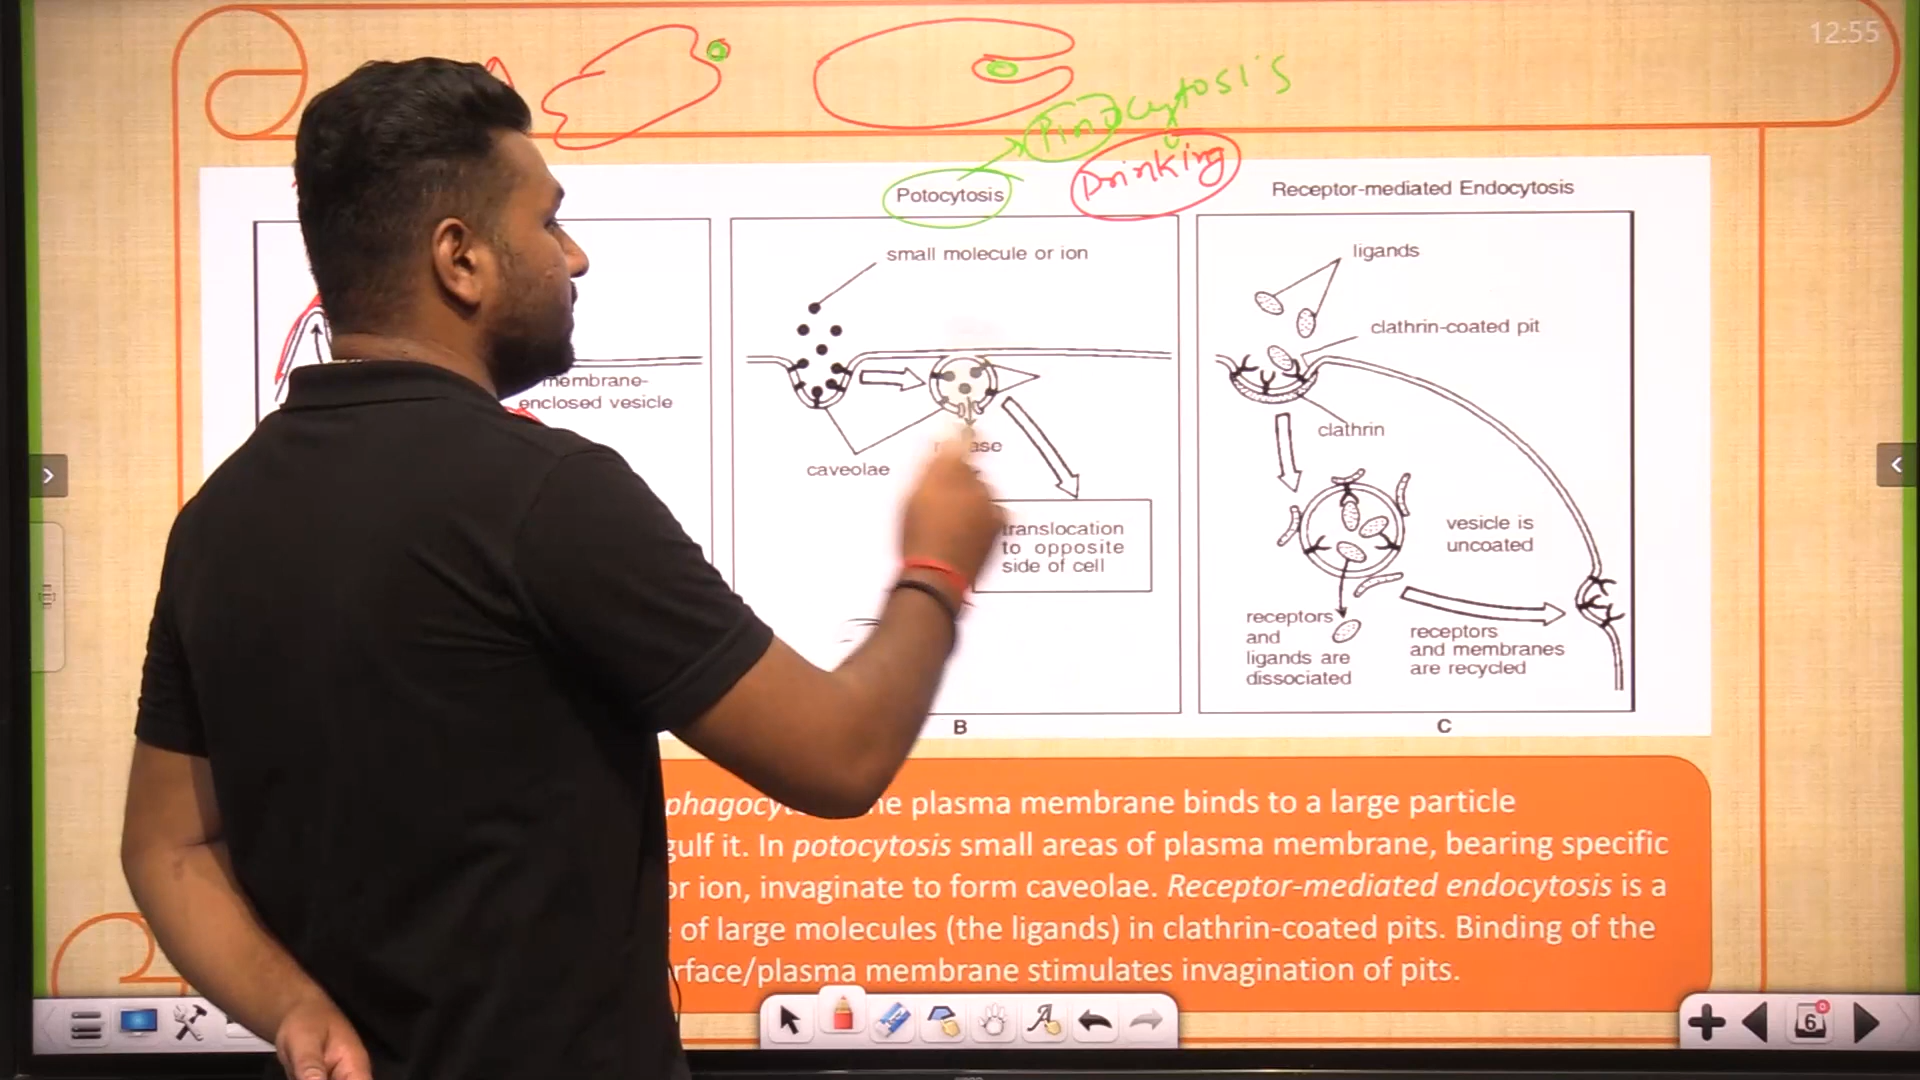 12:55
Pinocytosis
Drinking
Potocytosis
Receptor-mediated Endocytosis
small molecule or ion
ligands
clathrin-coated pit
membrane-
enclosed vesicle
caveolae
clathrin
translocation
to opposite
side of cell
vesicle is
uncoated
receptors
and
ligands are
dissociated
receptors
and membranes
are recycled
B
C
plasma membrane binds to a large particle
it. In potocytosis small areas of plasma membrane, bearing specific
or ion, invaginate to form caveolae. Receptor-mediated endocytosis is a
of large molecules (the ligands) in clathrin-coated pits. Binding of the
membrane stimulates invagination of pits.
6
0